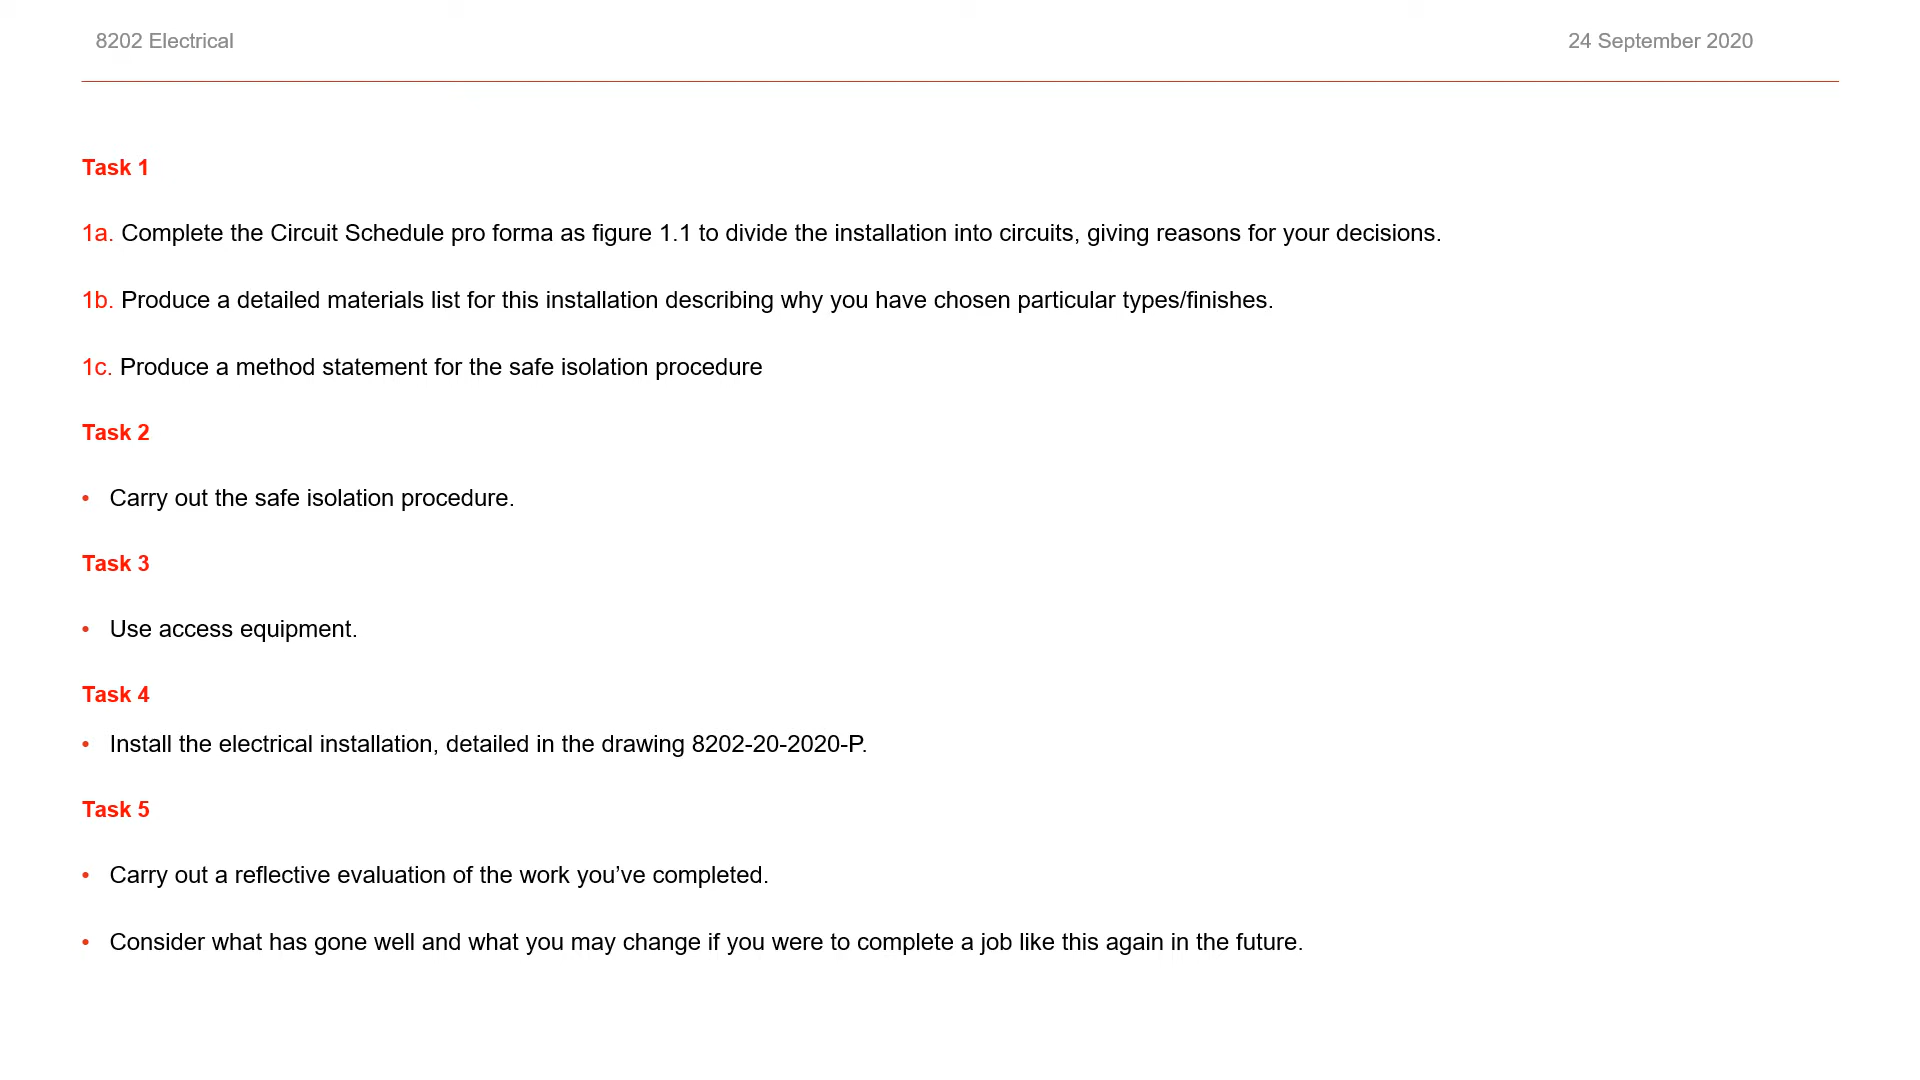 8202 Electrical
24 September 2020
Task 1
1a. Complete the Circuit Schedule pro forma as figure 1.1 to divide the installation into circuits, giving reasons for your decisions.
1b. Produce a detailed materials list for this installation describing why you have chosen particular types/finishes.
1c. Produce a method statement for the safe isolation procedure
Task 2
• Carry out the safe isolation procedure.
Task 3
• Use access equipment.
Task 4
• Install the electrical installation, detailed in the drawing 8202-20-2020-P.
Task 5
• Carry out a reflective evaluation of the work you’ve completed.
• Consider what has gone well and what you may change if you were to complete a job like this again in the future.